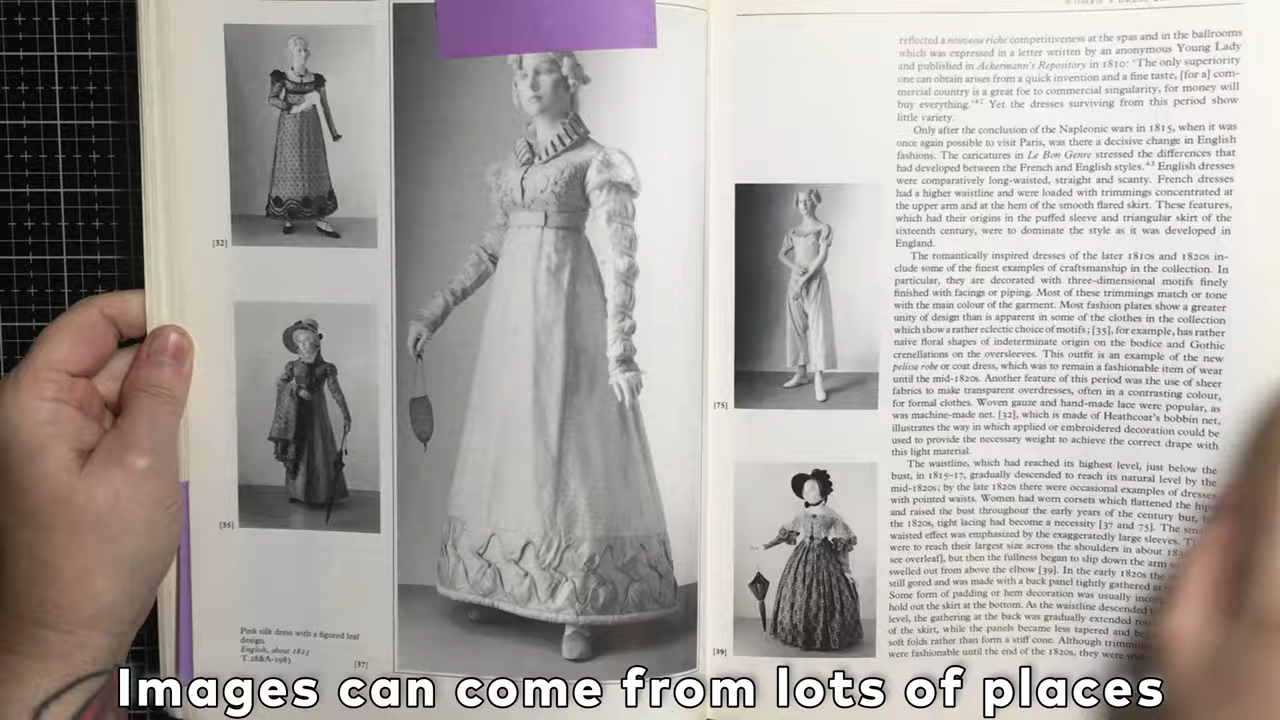 [32]
[35]
Pink silk dress with a figured leaf
design.
English, about 1823
T.28&A-1983
[37]
[75]
[39]
reflected a nouveau riche competitiveness at the spas and in the ballrooms
which was expressed in a letter written by an anonymous Young Lady
and published in Ackermann's Repository in 1810: 'The only superiority
one can obtain arises from a quick invention and a fine taste, [for a] com-
mercial country is a great foe to commercial singularity, for money will
buy everything.'42 Yet the dresses surviving from this period show
little variety.
Only after the conclusion of the Napleonic wars in 1815, when it was
once again possible to visit Paris, was there a decisive change in English
fashions. The caricatures in Le Bon Genre stressed the differences that
had developed between the French and English styles.43 English dresses
were comparatively long-waisted, straight and scanty. French dresses
had a higher waistline and were loaded with trimmings concentrated at
the upper arm and at the hem of the smooth flared skirt. These features,
which had their origins in the puffed sleeve and triangular skirt of the
sixteenth century, were to dominate the style as it was developed in
England.
The romantically inspired dresses of the later 1810s and 1820s in-
clude some of the finest examples of craftsmanship in the collection. In
particular, they are decorated with three-dimensional motifs finely
finished with facings or piping. Most of these trimmings match or tone
with the main colour of the garment. Most fashion plates show a greater
unity of design than is apparent in some of the clothes in the collection
which show a rather eclectic choice of motifs; [35], for example, has rather
naïve floral shapes of indeterminate origin on the bodice and Gothic
crenellations on the oversleeves. This outfit is an example of the new
pelisse robe or coat dress, which was to remain a fashionable item of wear
until the mid-1820s. Another feature of this period was the use of sheer
fabrics to make transparent overdresses, often in a contrasting colour,
for formal clothes. Woven gauze and hand-made lace were popular, as
was machine-made net. [32], which is made of Heathcoat's bobbin net,
illustrates the way in which applied or embroidered decoration could be
used to provide the necessary weight to achieve the correct drape with
this light material.
The waistline, which had reached its highest level, just below the
bust, in 1815-17, gradually descended to reach its natural level by the
mid-1820s; by the late 1820s there were occasional examples of dresses
with pointed waists. Women had worn corsets which flattened the hips
and raised the bust throughout the early years of the century but,
the 1820s, tight lacing had become a necessity [37 and 75]. The
waisted effect was emphasized by the exaggeratedly large sleeves.
were to reach their largest size across the shoulders in about
see overleaf], but then the fullness began to slip down the arm
swelled out from above the elbow [39]. In the early 1820s the
still gored and was made with a back panel tightly gathered
Some form of padding or hem decoration was usually
hold out the skirt at the bottom. As the waistline descended
level, the gathering at the back was gradually extended
of the skirt, while the panels became less tapered and
soft folds rather than form a stiff cone. Although
were fashionable until the end of the 1820s, they were
Images can come from lots of places